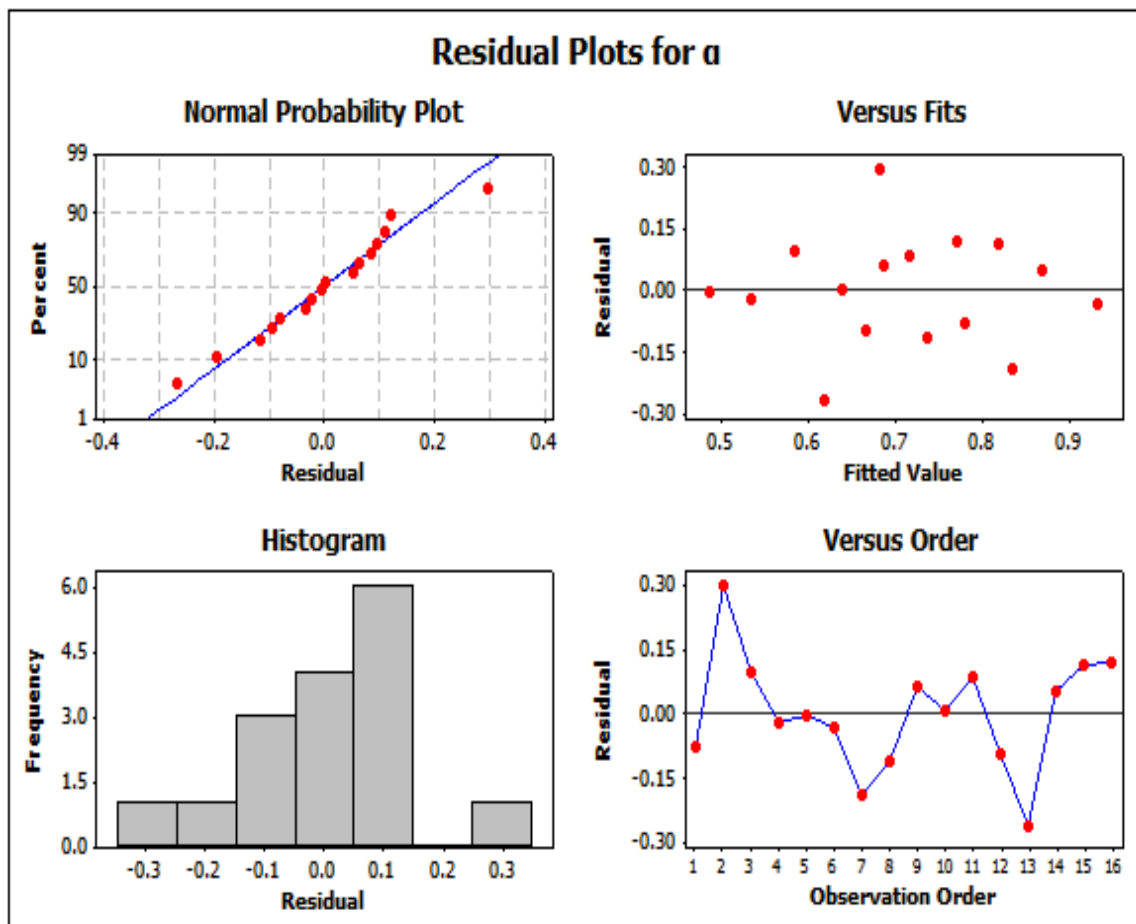 Residual Plots for α
Normal Probability Plot
99
90
50
10
1
Percent
-0.4
-0.2
0.0
0.2
0.4
Residual
Versus Fits
0.30
0.15
0.00
-0.15
-0.30
Residual
0.5
0.6
0.7
0.8
0.9
Fitted Value
Histogram
6.0
4.5
3.0
1.5
0.0
Frequency
-0.3
-0.2
-0.1
0.0
0.1
0.2
0.3
Residual
Versus Order
0.30
0.15
0.00
-0.15
-0.30
Residual
1 2 3 4 5 6 7 8 9 10 11 12 13 14 15 16
Observation Order